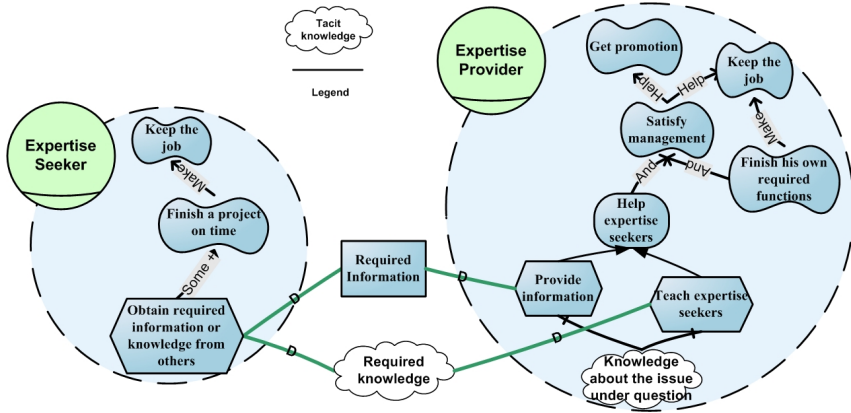 Tacit
knowledge
Legend
Expertise
Seeker
Keep the
job
Make
Finish a project
on time
Some +
Obtain required
information or
knowledge from
others
D
D
Required
Information
Required
knowledge
D
D
Expertise
Provider
Get promotion
Keep the
job
Help
Help
Satisfy
management
Make
And
And
Finish his own
required
functions
Help
expertise
seekers
Provide
information
Teach expertise
seekers
Knowledge
about the issue
under question